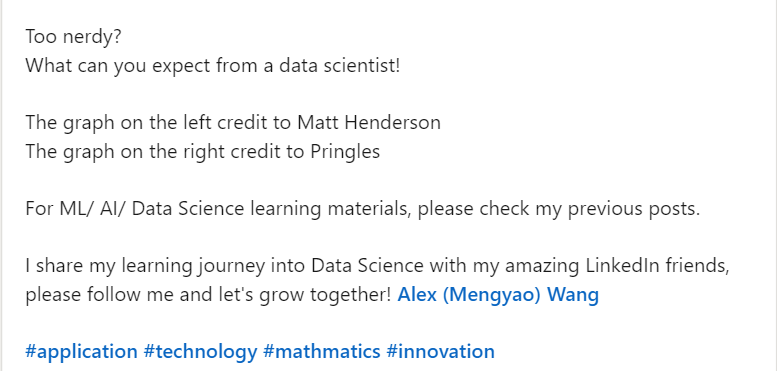 Too nerdy?
What can you expect from a data scientist!
The graph on the left credit to Matt Henderson
The graph on the right credit to Pringles
For ML/ AI/ Data Science learning materials, please check my previous posts.
I share my learning journey into Data Science with my amazing LinkedIn friends,
please follow me and let's grow together! Alex (Mengyao) Wang
#application #technology #mathmatics #innovation